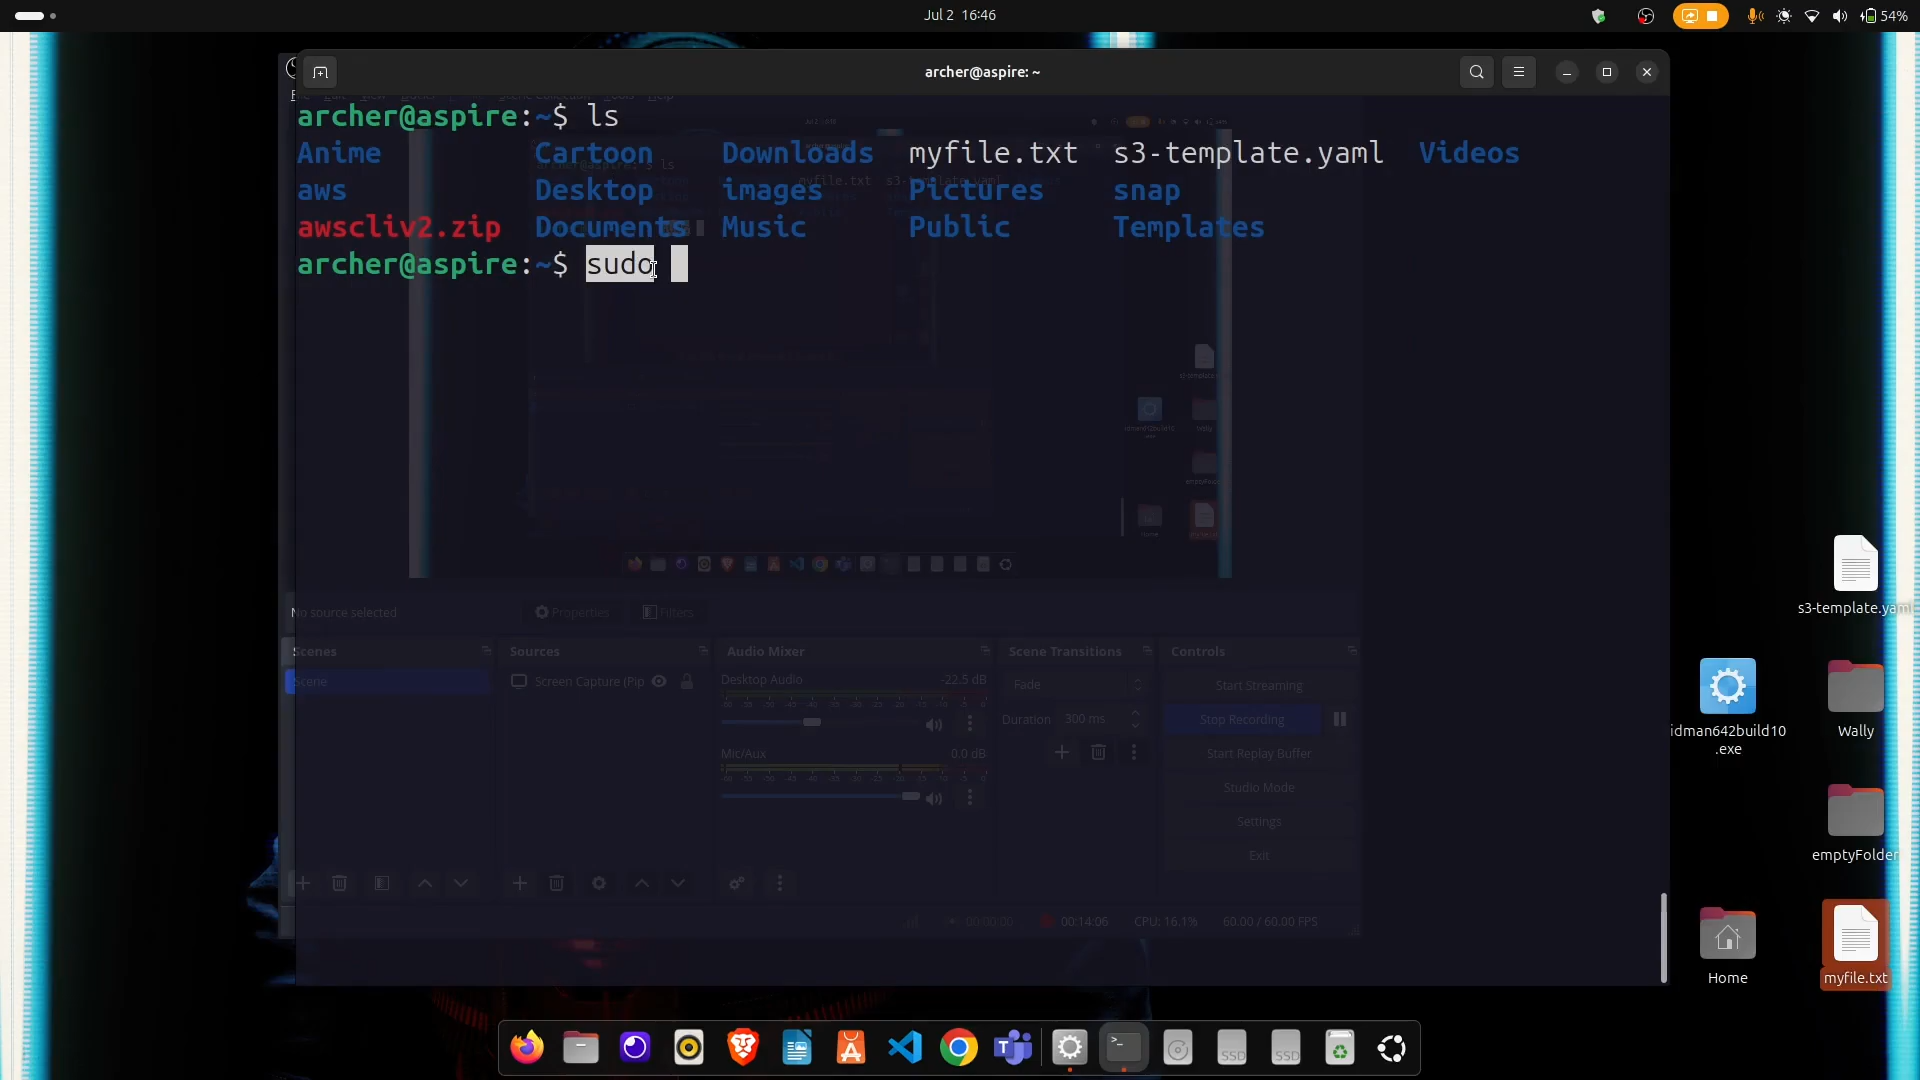 Jul 2 16:46
54%
archer@aspire: ~
archer@aspire:~$ ls
Anime Cartoon Downloads myfile.txt s3-template.yaml Videos
aws Desktop images Pictures snap
awscliv2.zip Documents Music Public Templates
archer@aspire:~$ sudo
No source selected
Properties
Filters
Scenes
Sources
Audio Mixer
Scene Transitions
Controls
Scene
Screen Capture (Pip
Desktop Audio
-22.5 dB
Fade
Start Streaming
Duration 300 ms
Stop Recording
Mic/Aux
0.0 dB
Start Replay Buffer
Studio Mode
Settings
Exit
00:00:00
00:14:06
CPU: 16.1%
60.00 / 60.00 FPS
s3-template.yaml
idman642build10
.exe
Wally
emptyFolder
Home
myfile.txt
SSD
SSD